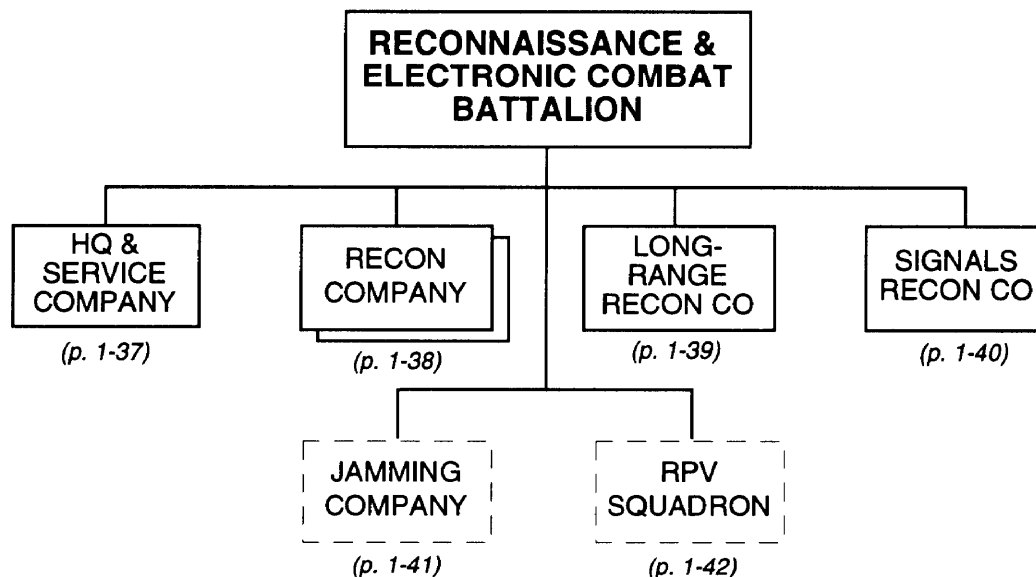 RECONNAISSANCE &
ELECTRONIC COMBAT
BATTALION
HQ &
SERVICE
COMPANY
(p. 1-37)
RECON
COMPANY
(p. 1-38)
LONG-
RANGE
RECON CO
(p. 1-39)
SIGNALS
RECON CO
(p. 1-40)
JAMMING
COMPANY
(p. 1-41)
RPV
SQUADRON
(p. 1-42)